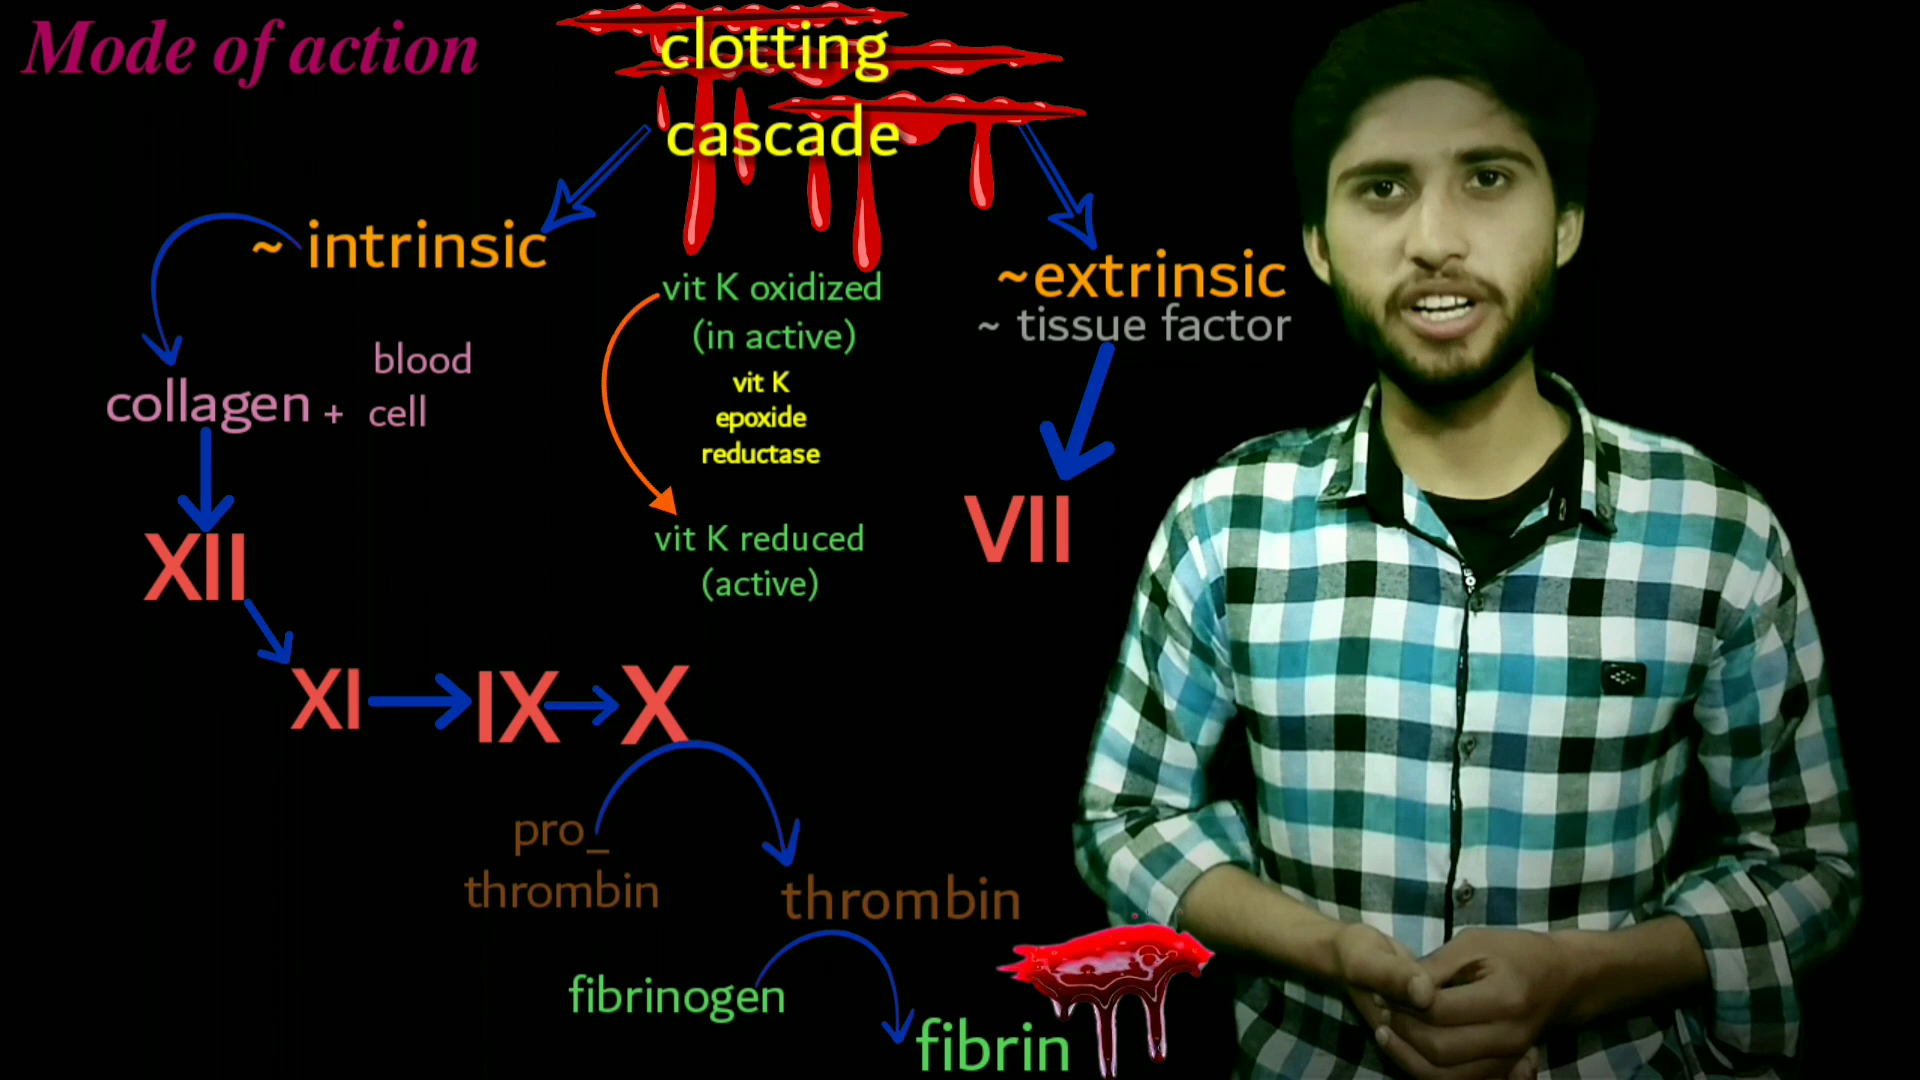 Mode of action
clotting
cascade
~ intrinsic
~extrinsic
~ tissue factor
vit K oxidized
(in active)
vit K
epoxide
reductase
vit K reduced
(active)
blood
collagen + cell
XII
VII
XI IX X
pro_
thrombin
thrombin
fibrinogen
fibrin